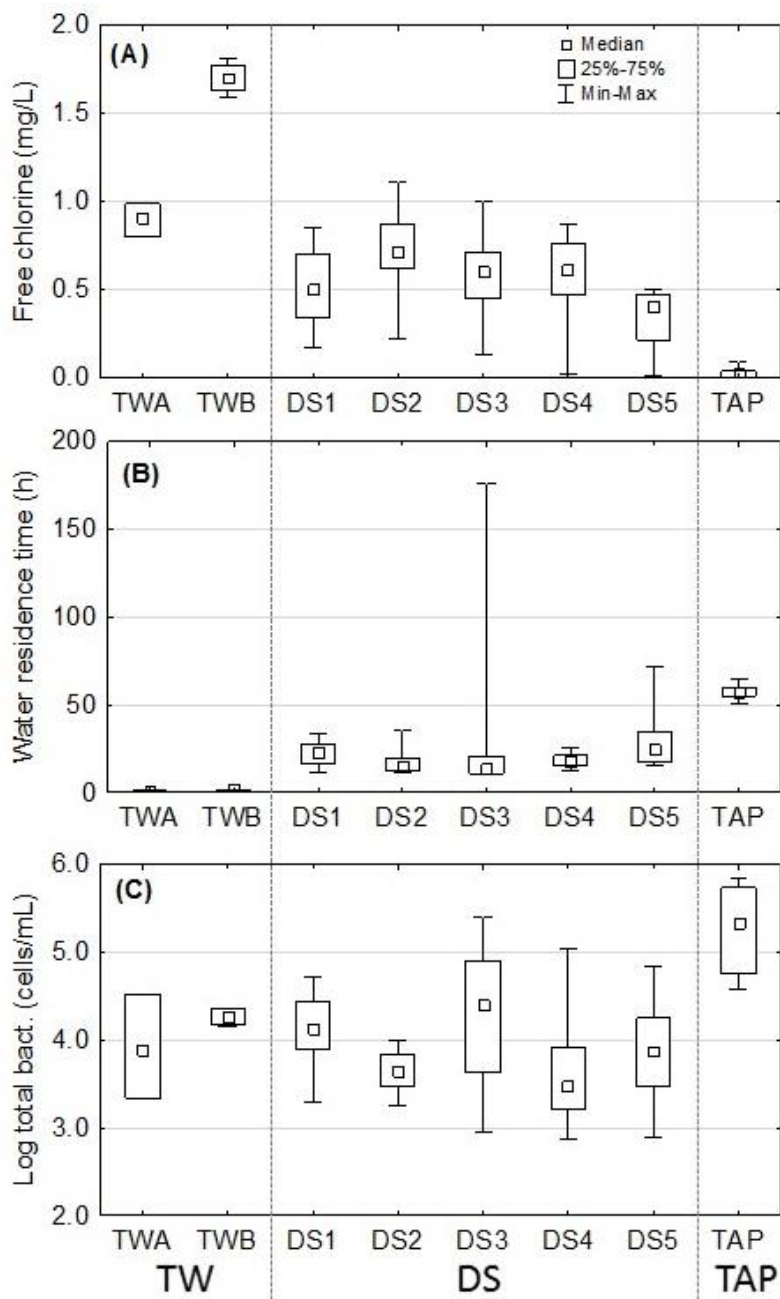 (A)
Median
25%-75%
Min-Max
Free chlorine (mg/L)
2.0
1.5
1.0
0.5
0.0
TWA TWB DS1 DS2 DS3 DS4 DS5 TAP
(B)
Water residence time (h)
200
150
100
50
0
TWA TWB DS1 DS2 DS3 DS4 DS5 TAP
(C)
Log total bact. (cells/mL)
6.0
5.0
4.0
3.0
2.0
TWA TWB DS1 DS2 DS3 DS4 DS5 TAP
TW DS TAP